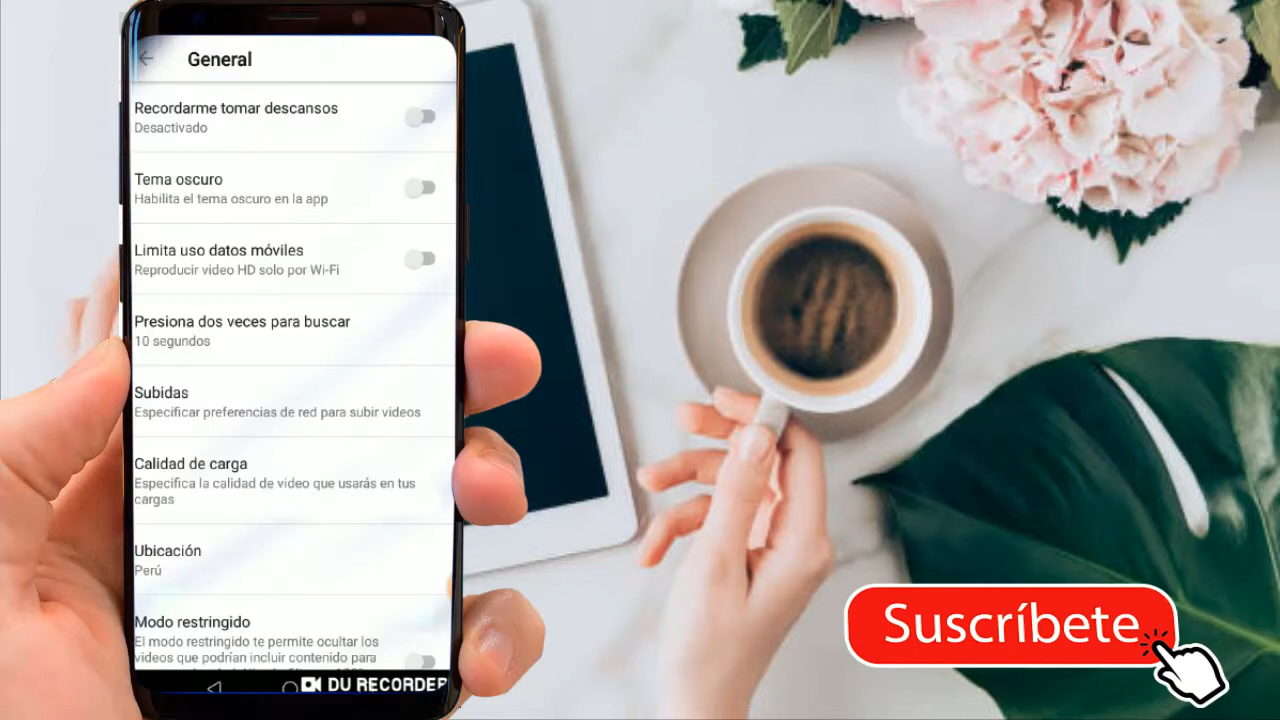 General
Recordarme tomar descansos
Desactivado
Tema oscuro
Habilita el tema oscuro en la app
Limita uso datos móviles
Reproducir video HD solo por Wi-Fi
Presiona dos veces para buscar
10 segundos
Subidas
Especificar preferencias de red para subir videos
Calidad de carga
Especifica la calidad de video que usarás en tus
cargas
Ubicación
Perú
Modo restringido
El modo restringido te permite ocultar los
videos que podrían incluir contenido para
DU RECORDER
Suscríbete